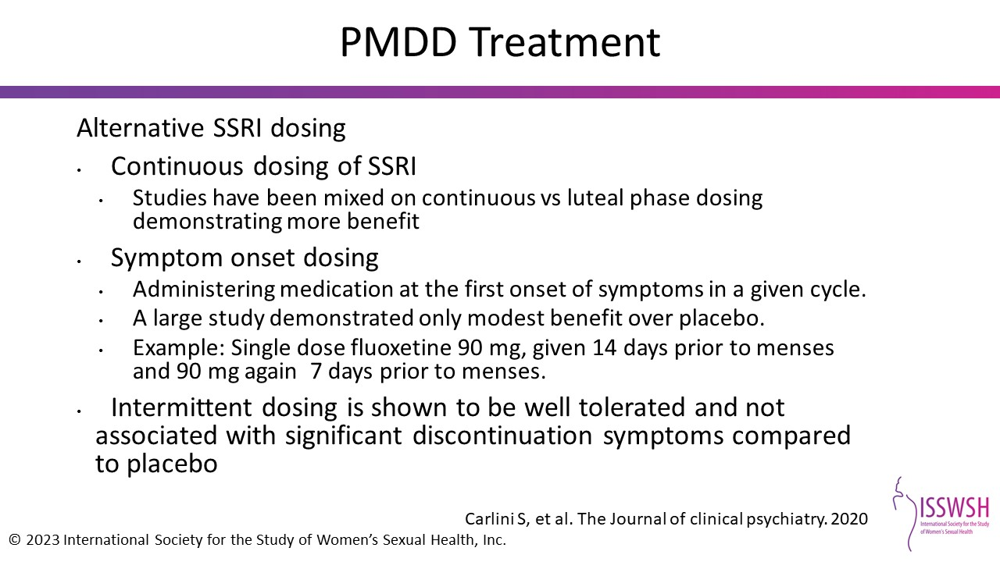 PMDD Treatment
Alternative SSRI dosing
• Continuous dosing of SSRI
• Studies have been mixed on continuous vs luteal phase dosing
demonstrating more benefit
• Symptom onset dosing
• Administering medication at the first onset of symptoms in a given cycle.
• A large study demonstrated only modest benefit over placebo.
• Example: Single dose fluoxetine 90 mg, given 14 days prior to menses
and 90 mg again  7 days prior to menses.
• Intermittent dosing is shown to be well tolerated and not
associated with significant discontinuation symptoms compared
to placebo
Carlini S, et al. The Journal of clinical psychiatry. 2020
© 2023 International Society for the Study of Women’s Sexual Health, Inc.
ISSWSH
International Society for the Study
of Women's Sexual Health